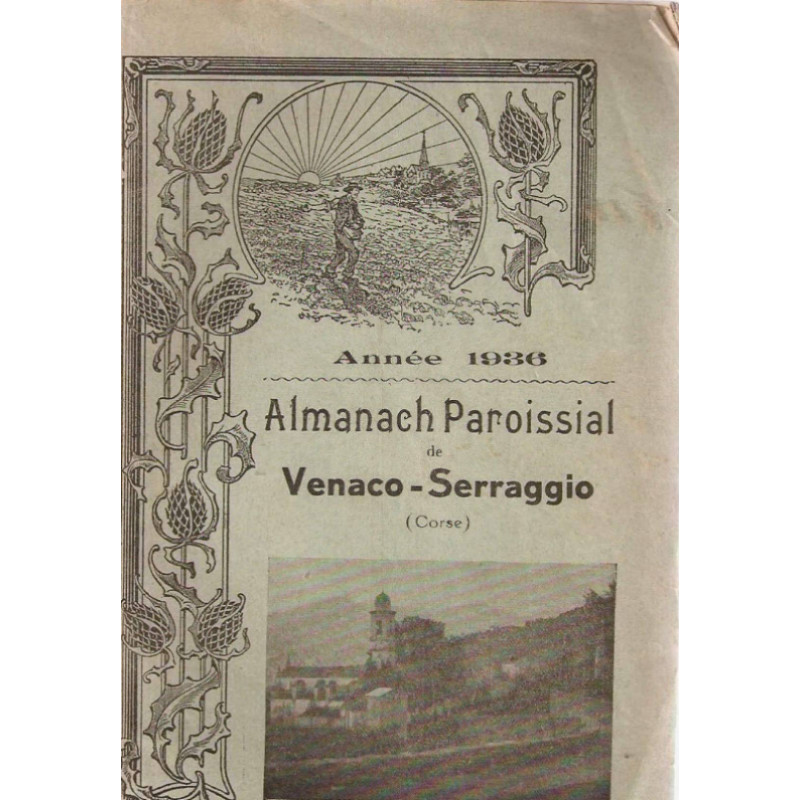 Année 1936
Almanach Paroissial
de
Venaco - Serraggio
(Corse)